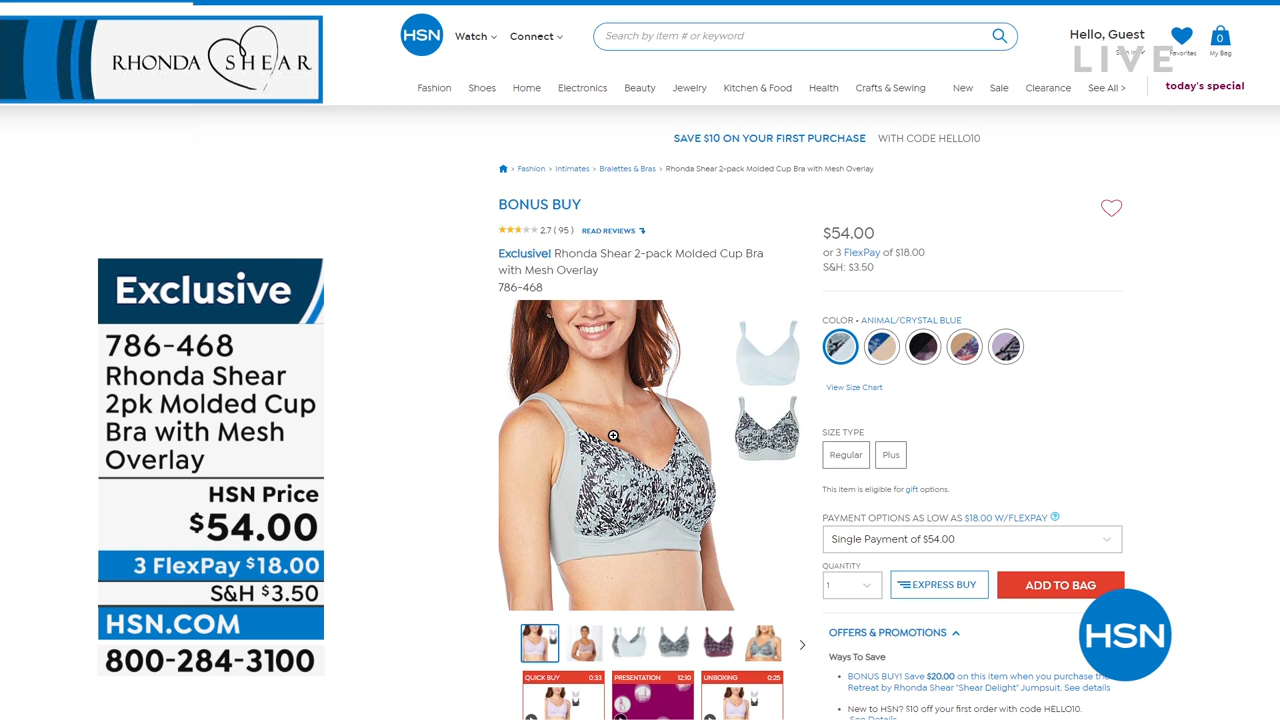 RHONDA SHEAR
HSN
Watch
Connect
Search by item # or keyword
Hello, Guest
LIVE
Favorites
0
My Bag
Fashion
Shoes
Home
Electronics
Beauty
Jewelry
Kitchen & Food
Health
Crafts & Sewing
New
Sale
Clearance
See All >
today's special
SAVE $10 ON YOUR FIRST PURCHASE WITH CODE HELLO10
> Fashion > Intimates > Bralettes & Bras > Rhonda Shear 2-pack Molded Cup Bra with Mesh Overlay
BONUS BUY
2.7 ( 95 ) READ REVIEWS
Exclusive! Rhonda Shear 2-pack Molded Cup Bra
with Mesh Overlay
786-468
$54.00
or 3 FlexPay of $18.00
S&H: $3.50
COLOR • ANIMAL/CRYSTAL BLUE
View Size Chart
SIZE TYPE
Regular
Plus
This item is eligible for gift options.
PAYMENT OPTIONS AS LOW AS $18.00 W/FLEXPAY ?
Single Payment of $54.00
QUANTITY
1
EXPRESS BUY
ADD TO BAG
OFFERS & PROMOTIONS
Ways To Save
• BONUS BUY! Save $20.00 on this item when you purchase
Retreat by Rhonda Shear "Shear Delight" Jumpsuit. See details
• New to HSN? $10 off your first order with code HELLO10.
See Details
QUICK BUY 0:33
PRESENTATION 12:10
UNBOXING 0:25
Exclusive
786-468
Rhonda Shear
2pk Molded Cup
Bra with Mesh
Overlay
HSN Price
$54.00
3 FlexPay $18.00
S&H $3.50
HSN.COM
800-284-3100
HSN